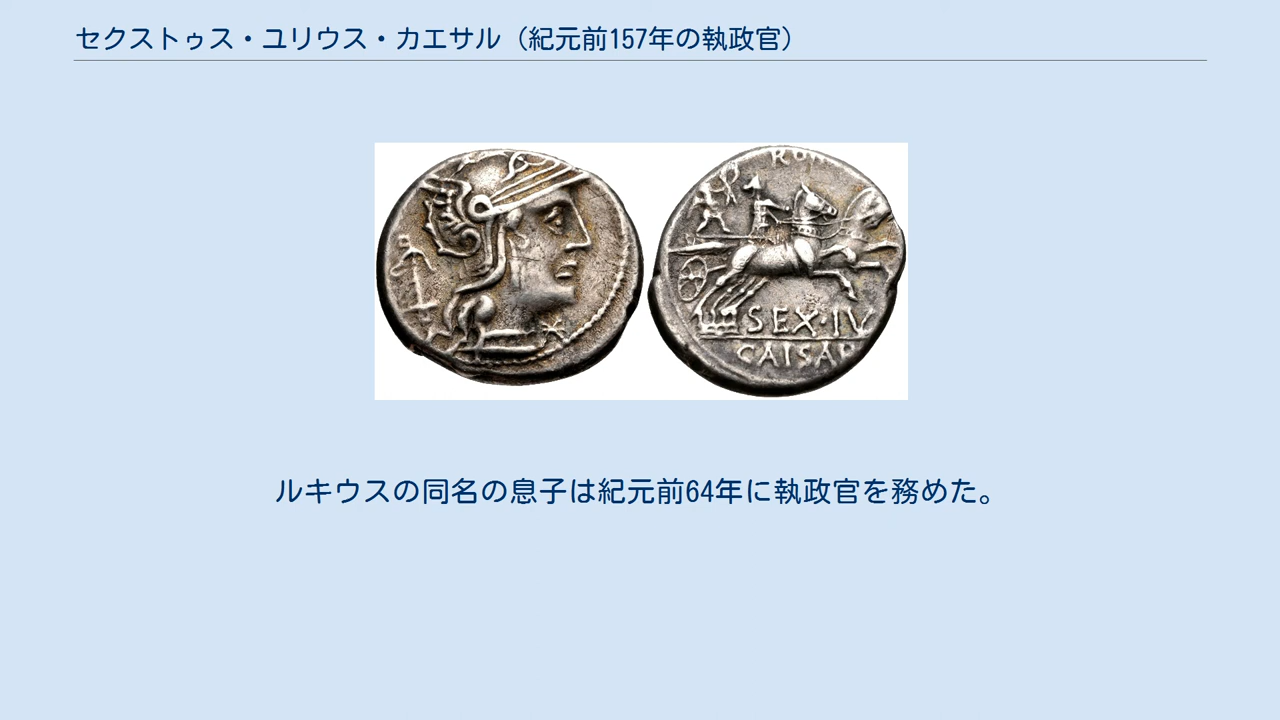 セクストゥス・ユリウス・カエサル（紀元前157年の執政官）
ROM
SEX·IV
CAISAR
ルキウスの同名の息子は紀元前64年に執政官を務めた。